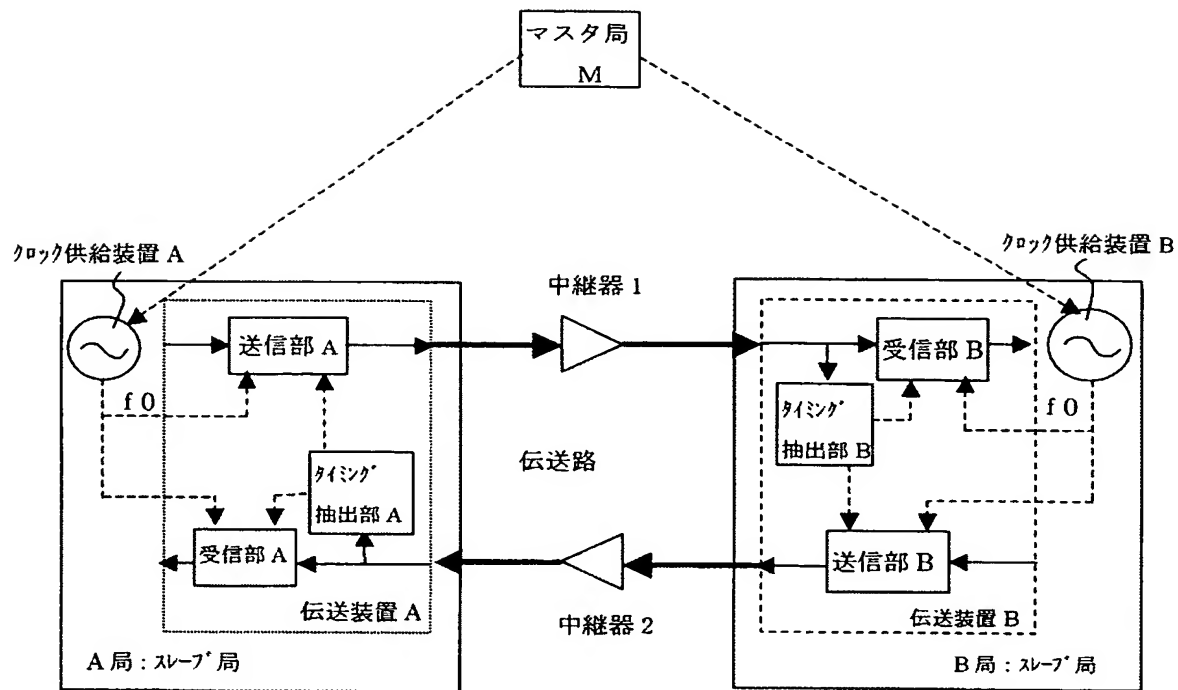 マスタ局
M
クロック供給装置 A
クロック供給装置 B
中継器 1
送信部 A
受信部 B
f 0
f 0
タイミング
抽出部 B
伝送路
タイミング
抽出部 A
受信部 A
送信部 B
伝送装置 A
伝送装置 B
中継器 2
A 局 : スレーブ局
B 局 : スレーブ局